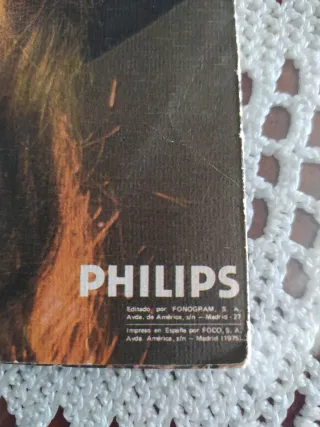 PHILIPS
Editado por FONOGRAM, S. A.
Avda. de América, s/n — Madrid - 27
Impreso en España por FOCO, S. A.
Avda. América, s/n — Madrid (1975)